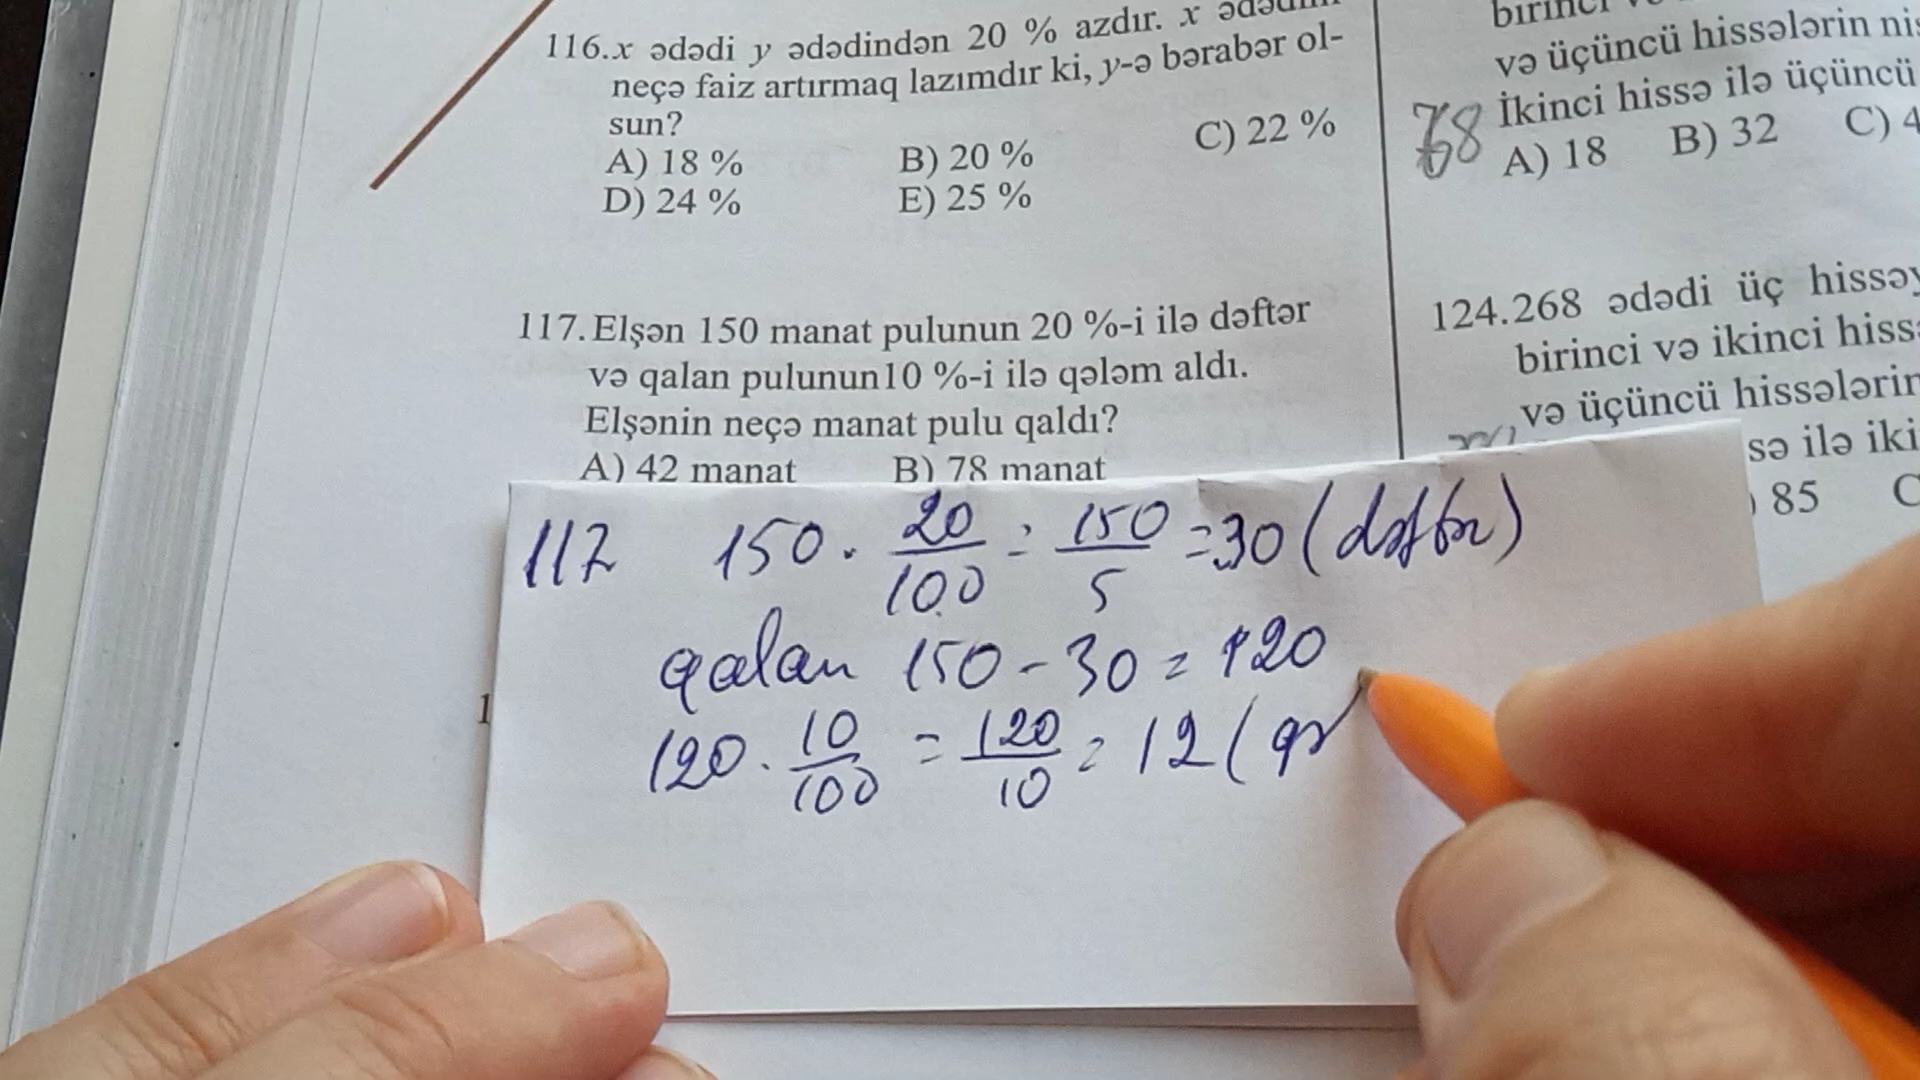 116. x ədədi y ədədindən 20 % azdır. x
neçə faiz artırmaq lazımdır ki, y-ə bərabər ol-
sun?
A) 18 % B) 20 % C) 22 %
D) 24 % E) 25 %
117. Elşən 150 manat pulunun 20 %-i ilə dəftər
və qalan pulunun10 %-i ilə qələm aldı.
Elşənin neçə manat pulu qaldı?
A) 42 manat B) 78 manat
və üçüncü hissələrin
İkinci hissə ilə üçüncü
A) 18 B) 32 C) 4
68
124. 268 ədədi üç
birinci və ikinci
və üçüncü hissələrin
sə ilə iki
85 C
117 150 · 20/100 = 150/5 = 30 (dəftər)
qalan 150 - 30 = 120
120 · 10/100 = 120/10 = 12 (qə